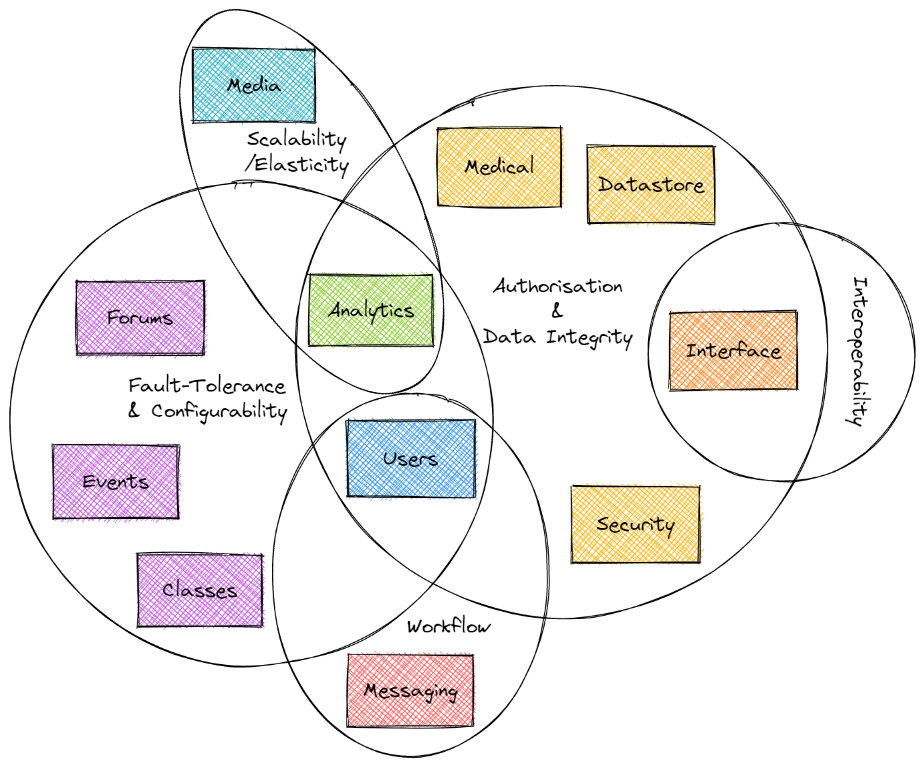 Media
Scalability
/Elasticity
Medical
Datastore
Forums
Analytics
Authorisation
&
Data Integrity
Interface
Interoperability
Fault-Tolerance
& Configurability
Users
Events
Security
Classes
Workflow
Messaging